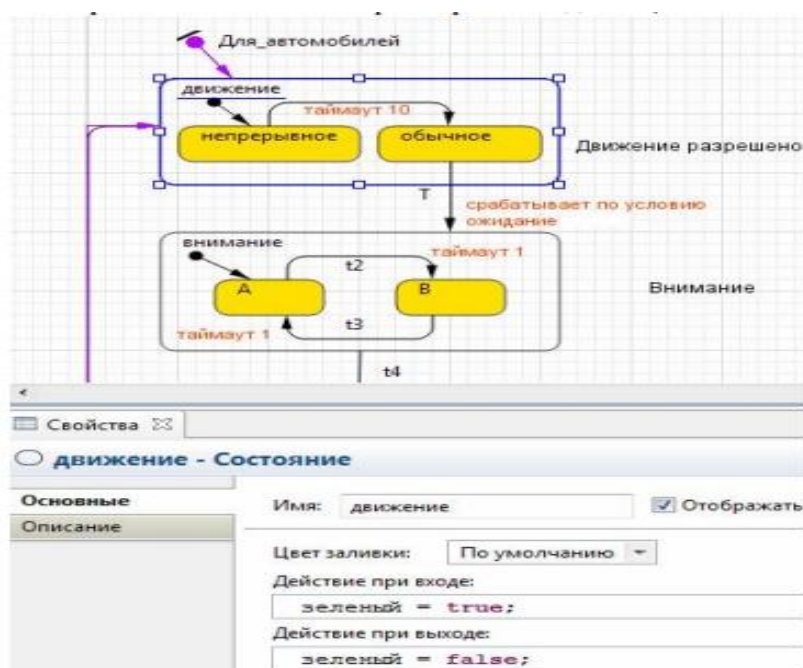 Для_автомобилей
движение
таймаут 10
непрерывное
обычное
Движение разрешено
T
срабатывает по условию
ожидание
внимание
таймаут 1
t2
A
B
Внимание
t3
таймаут 1
t4
Свойства
движение - Состояние
Основные
Имя: движение
Отображать
Описание
Цвет заливки: По умолчанию
Действие при входе:
зеленый = true;
Действие при выходе:
зеленый = false;